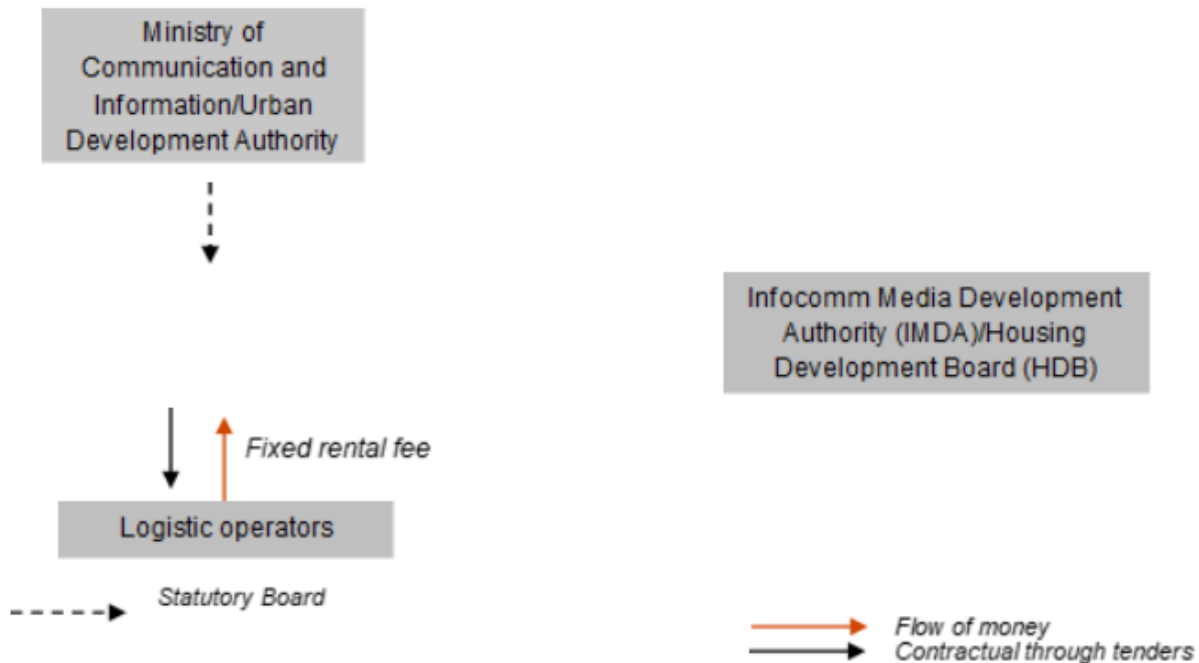 Ministry of
Communication and
Information/Urban
Development Authority
Infocomm Media Development
Authority (IMDA)/Housing
Development Board (HDB)
Fixed rental fee
Logistic operators
Statutory Board
Flow of money
Contractual through tenders